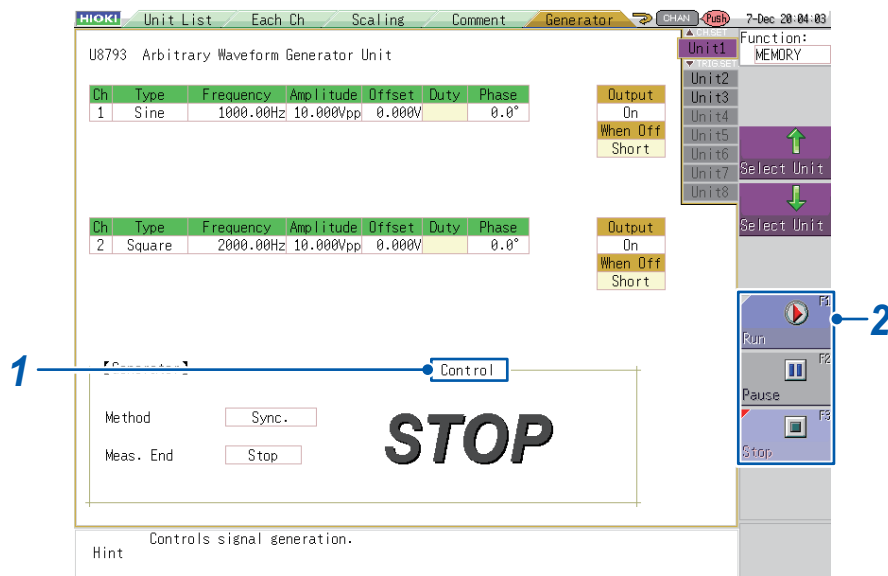 HIOKI Unit List Each Ch Scaling Comment Generator CHAN Push 7-Dec 20:04:03
U8793 Arbitrary Waveform Generator Unit
Ch Type Frequency Amplitude Offset Duty Phase
1 Sine 1000.00Hz 10.000Vpp 0.000V 0.0°
Output
On
When Off
Short
Ch Type Frequency Amplitude Offset Duty Phase
2 Square 2000.00Hz 10.000Vpp 0.000V 0.0°
Output
On
When Off
Short
1
Control
Method Sync.
Meas. End Stop
STOP
Hint Controls signal generation.
▲ CH.SET
Unit1
▼ TRIG.SET
Unit2
Unit3
Unit4
Unit5
Unit6
Unit7
Unit8
Function:
MEMORY
Select Unit
Select Unit
F1
Run
F2
Pause
F3
Stop
2